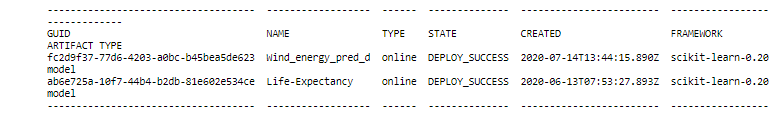 ------------------------------------  ------------------  ------  --------------  ------------------------  -----------------
-------------
GUID                                  NAME                TYPE    STATE           CREATED                   FRAMEWORK
ARTIFACT TYPE
fc2d9f37-77d6-4203-a0bc-b45bea5de623  Wind_energy_pred_d  online  DEPLOY_SUCCESS  2020-07-14T13:44:15.890Z  scikit-learn-0.20
model
ab6e725a-10f7-44b4-b2db-81e602e534ce  Life-Expectancy     online  DEPLOY_SUCCESS  2020-06-13T07:53:27.893Z  scikit-learn-0.20
model
------------------------------------  ------------------  ------  --------------  ------------------------  -----------------